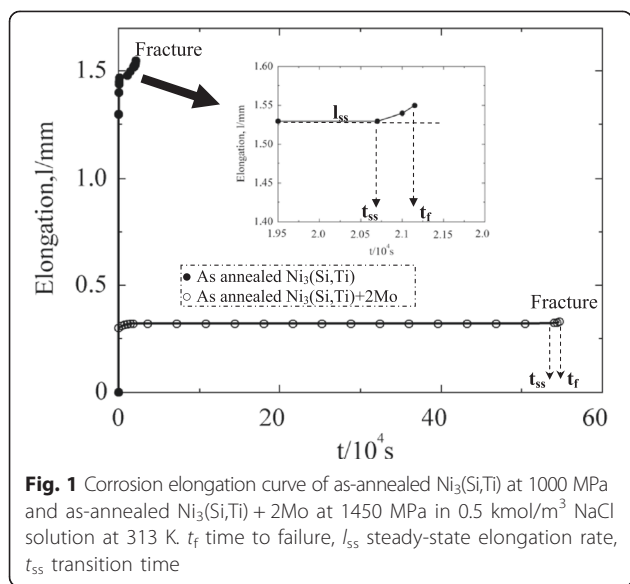 Fracture
1.5
1.0
0.5
0
Elongation,l/mm
1.60
1.55
1.53
1.50
1.45
1.40
Elongation, l/mm
lss
tss
tf
1.95 2.0 2.05 2.1 2.15 2.0
t/10⁴s
● As annealed Ni₃(Si,Ti)
○ As annealed Ni₃(Si,Ti)+2Mo
Fracture
tss tf
0 20 40 60
t/10⁴s
Fig. 1 Corrosion elongation curve of as-annealed Ni₃(Si,Ti) at 1000 MPa
and as-annealed Ni₃(Si,Ti) + 2Mo at 1450 MPa in 0.5 kmol/m³ NaCl
solution at 313 K. tf time to failure, lss steady-state elongation rate,
tss transition time